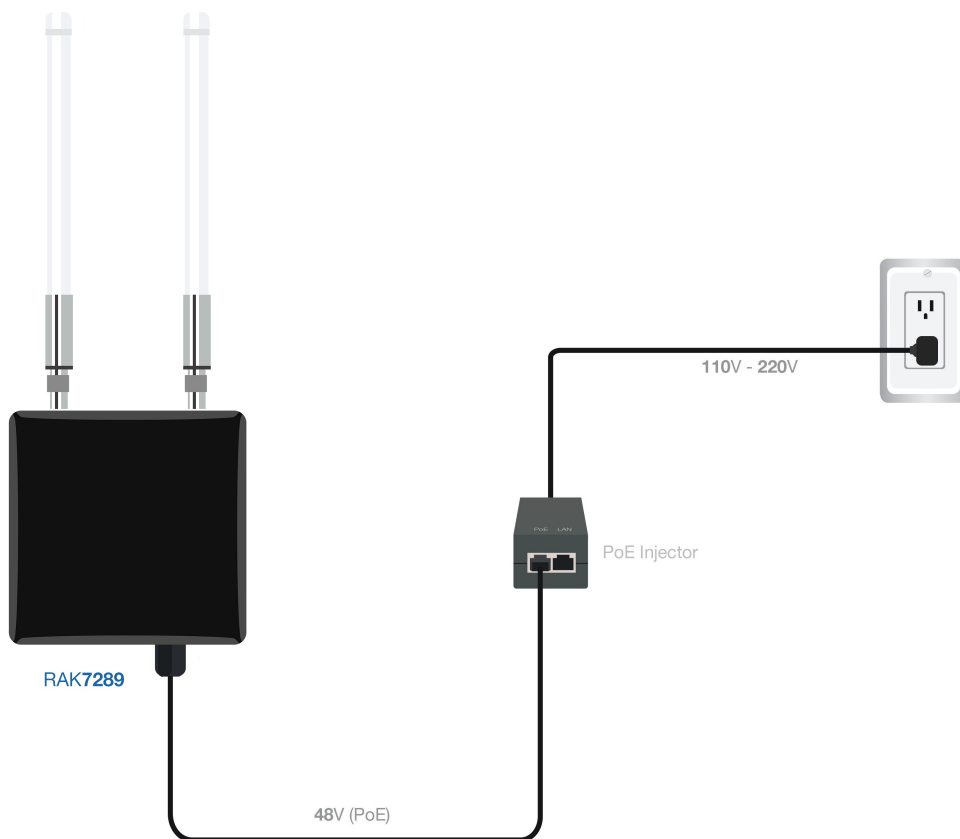 110V - 220V
PoE LAN
PoE Injector
RAK7289
48V (PoE)